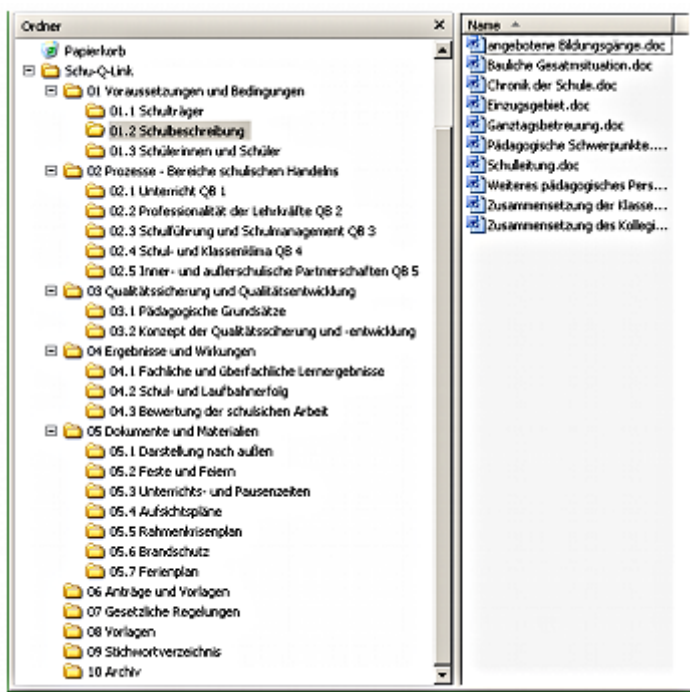 Ordner
Papierkorb
Schu-Q-Link
01 Voraussetzungen und Bedingungen
01.1 Schulträger
01.2 Schulbeschreibung
01.3 Schülerinnen und Schüler
02 Prozesse - Bereiche schulischen Handelns
02.1 Unterricht QB 1
02.2 Professionalität der Lehrkräfte QB 2
02.3 Schulführung und Schulmanagement QB 3
02.4 Schul- und Klassenklima QB 4
02.5 Inner- und außerschulische Partnerschaften QB 5
03 Qualitätssicherung und Qualitätsentwicklung
03.1 Pädagogische Grundsätze
03.2 Konzept der Qualitätssciherung und -entwicklung
04 Ergebnisse und Wirkungen
04.1 Fachliche und überfachliche Lernergebnisse
04.2 Schul- und Laufbahnerfolg
04.3 Bewertung der schulsichen Arbeit
05 Dokumente und Materialien
05.1 Darstellung nach außen
05.2 Feste und Feiern
05.3 Unterrichts- und Pausenzeiten
05.4 Aufsichtspläne
05.5 Rahmenkrisenplan
05.6 Brandschutz
05.7 Ferienplan
06 Anträge und Vorlagen
07 Gesetzliche Regelungen
08 Vorlagen
09 Stichwortverzeichnis
10 Archiv
Name
angebotene Bildungsgänge.doc
Bauliche Gesatmsituation.doc
Chronik der Schule.doc
Einzugsgebiet.doc
Ganztagsbetreuung.doc
Pädagogische Schwerpunkte....
Schulleitung.doc
Weiteres pädagogisches Pers...
Zusammensetzung der Klasse...
Zusammensetzung des Kollegi...